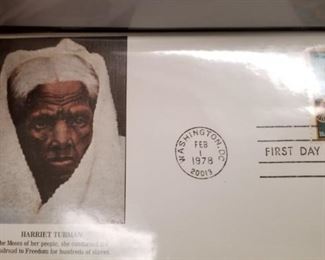 WASHINGTON, DC
FEB
1
1978
20013
FIRST DAY
HARRIET TUBMAN
the Moses of her people, she conducted the
railroad to Freedom for hundreds of slaves.